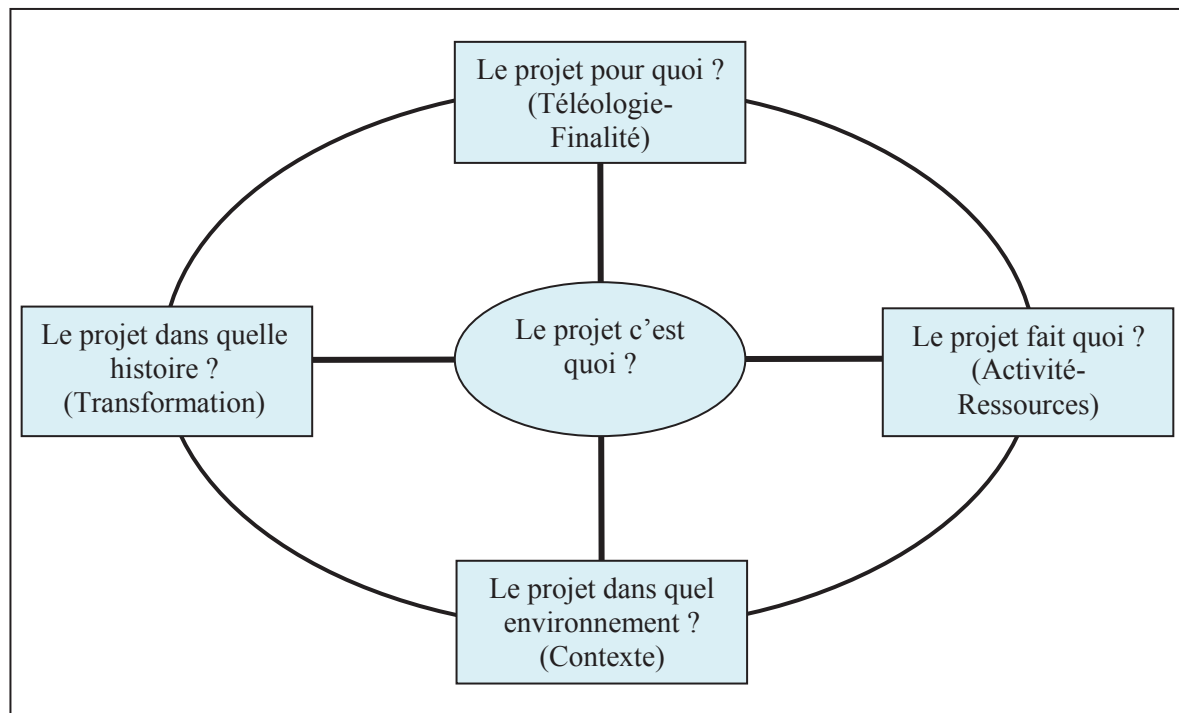 Le projet pour quoi ?
(Téléologie-
Finalité)
Le projet dans quelle
histoire ?
(Transformation)
Le projet c’est
quoi ?
Le projet fait quoi ?
(Activité-
Ressources)
Le projet dans quel
environnement ?
(Contexte)